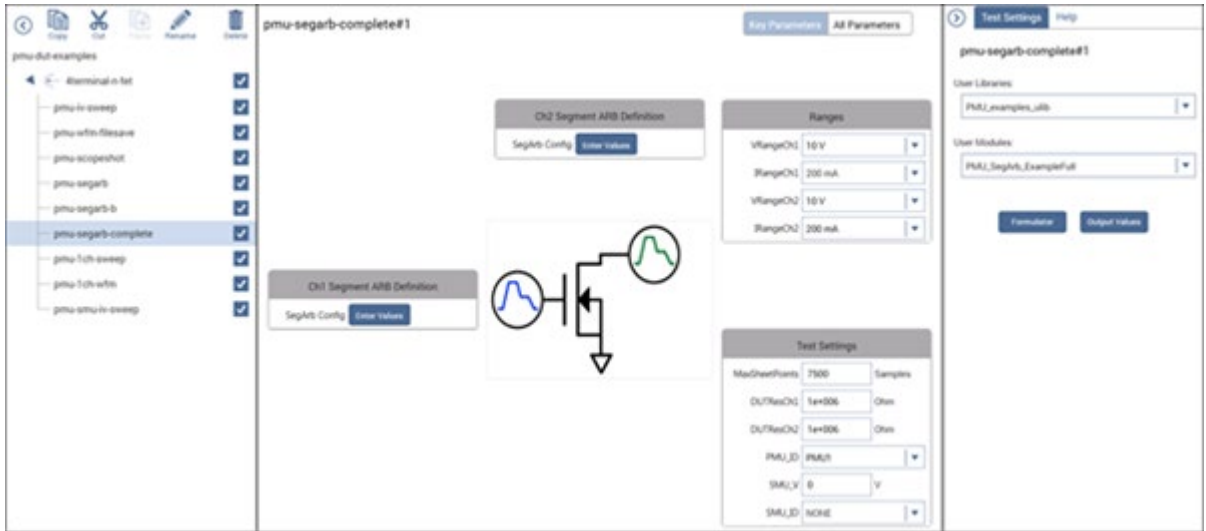 Copy Cut Paste Rename Delete
pmu-dut-examples
4terminal-n-fet
pmu-iv-sweep
pmu-wfm-filesave
pmu-scopeshot
pmu-segarb
pmu-segarb-b
pmu-segarb-complete
pmu-1ch-sweep
pmu-1ch-wfm
pmu-smu-iv-sweep
pmu-segarb-complete#1
Key Parameters All Parameters
Ch2 Segment ARB Definition
SegArb Config Enter Values
Ch1 Segment ARB Definition
SegArb Config Enter Values
Ranges
VRangeCh1 10 V
IRangeCh1 200 mA
VRangeCh2 10 V
IRangeCh2 200 mA
Test Settings
MaxSheetPoints 7500 Samples
DUTResCh1 1e+006 Ohm
DUTResCh2 1e+006 Ohm
PMU_ID PMU1
SMU_V 0 V
SMU_ID NONE
Test Settings Help
pmu-segarb-complete#1
User Libraries:
PMU_examples_ulib
User Modules:
PMU_SegArb_ExampleFull
Formulator Output Values